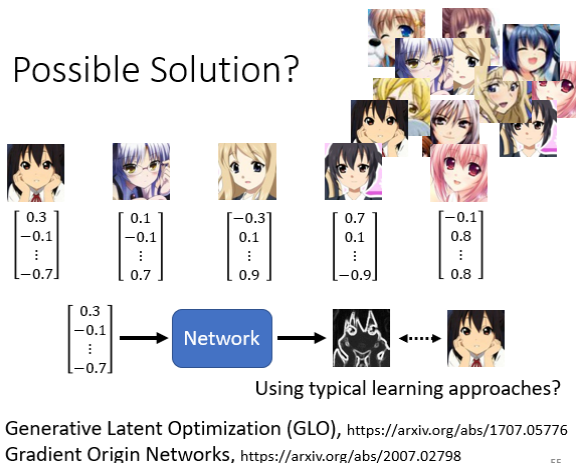 Possible Solution?
0.3 0.1 −0.3 0.7 −0.1
−0.1 −0.1 0.1 0.1 0.8
⋮ ⋮ ⋮ ⋮ ⋮
−0.7 0.7 0.9 −0.9 0.8
0.3
−0.1
⋮
−0.7
Network
Using typical learning approaches?
Generative Latent Optimization (GLO), https://arxiv.org/abs/1707.05776
Gradient Origin Networks, https://arxiv.org/abs/2007.02798